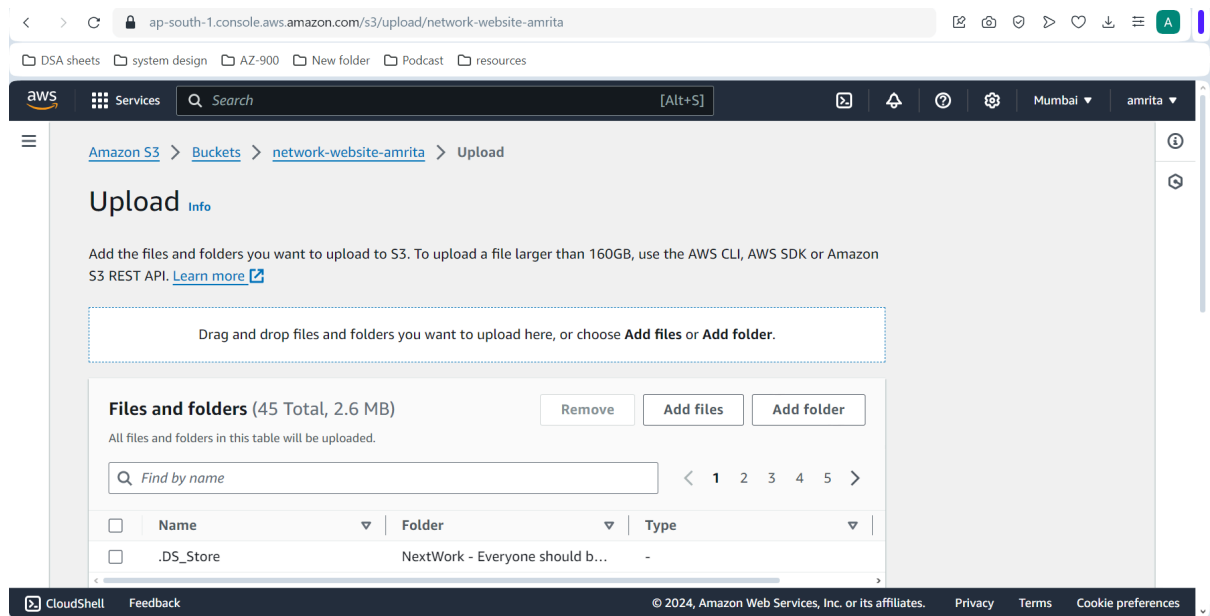 ap-south-1.console.aws.amazon.com/s3/upload/network-website-amrita
A
DSA sheets system design AZ-900 New folder Podcast resources
aws Services Search [Alt+S] Mumbai ▼ amrita ▼
Amazon S3 > Buckets > network-website-amrita > Upload
Upload Info
Add the files and folders you want to upload to S3. To upload a file larger than 160GB, use the AWS CLI, AWS SDK or Amazon
S3 REST API. Learn more
Drag and drop files and folders you want to upload here, or choose Add files or Add folder.
Files and folders (45 Total, 2.6 MB) Remove Add files Add folder
All files and folders in this table will be uploaded.
Find by name < 1 2 3 4 5 >
Name Folder Type
.DS_Store NextWork - Everyone should b... -
CloudShell Feedback © 2024, Amazon Web Services, Inc. or its affiliates. Privacy Terms Cookie preferences